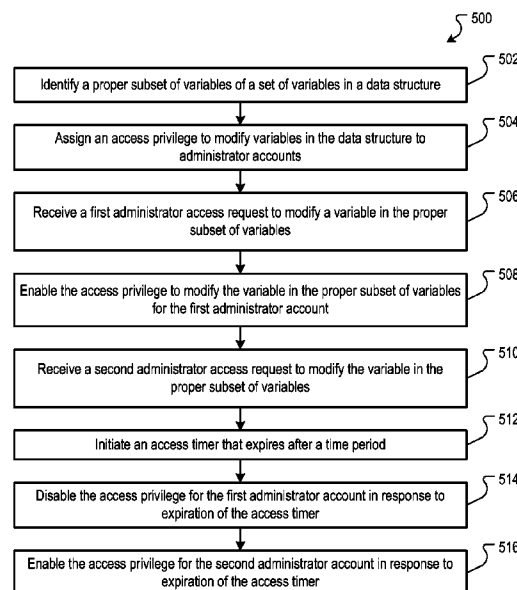 500
502
Identify a proper subset of variables of a set of variables in a data structure
504
Assign an access privilege to modify variables in the data structure to
administrator accounts
506
Receive a first administrator access request to modify a variable in the proper
subset of variables
508
Enable the access privilege to modify the variable in the proper subset of variables
for the first administrator account
510
Receive a second administrator access request to modify the variable in the
proper subset of variables
512
Initiate an access timer that expires after a time period
514
Disable the access privilege for the first administrator account in response to
expiration of the access timer
516
Enable the access privilege for the second administrator account in response to
expiration of the access timer